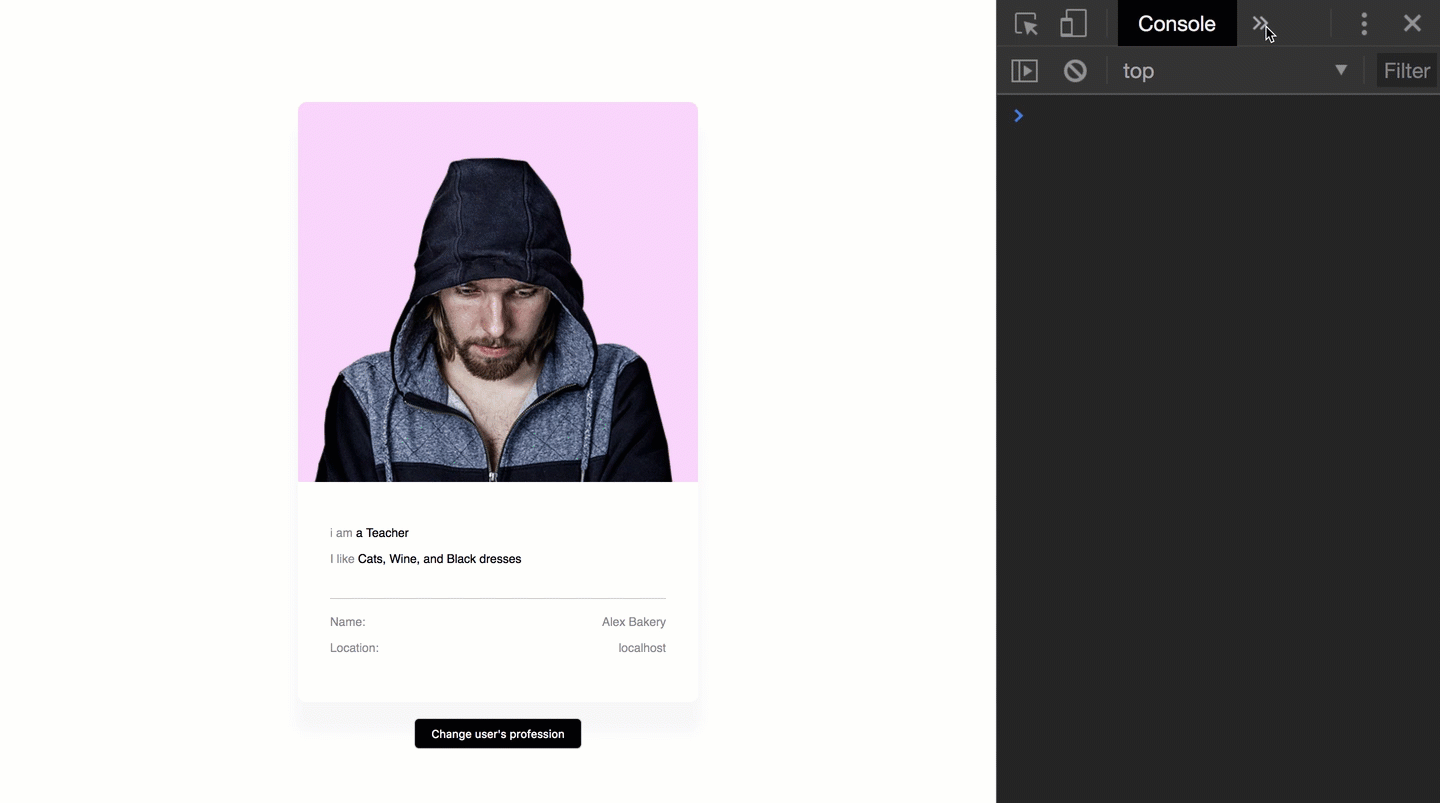 i am a Teacher
I like Cats, Wine, and Black dresses
Name: Alex Bakery
Location: localhost
Change user's profession
Console
top Filter